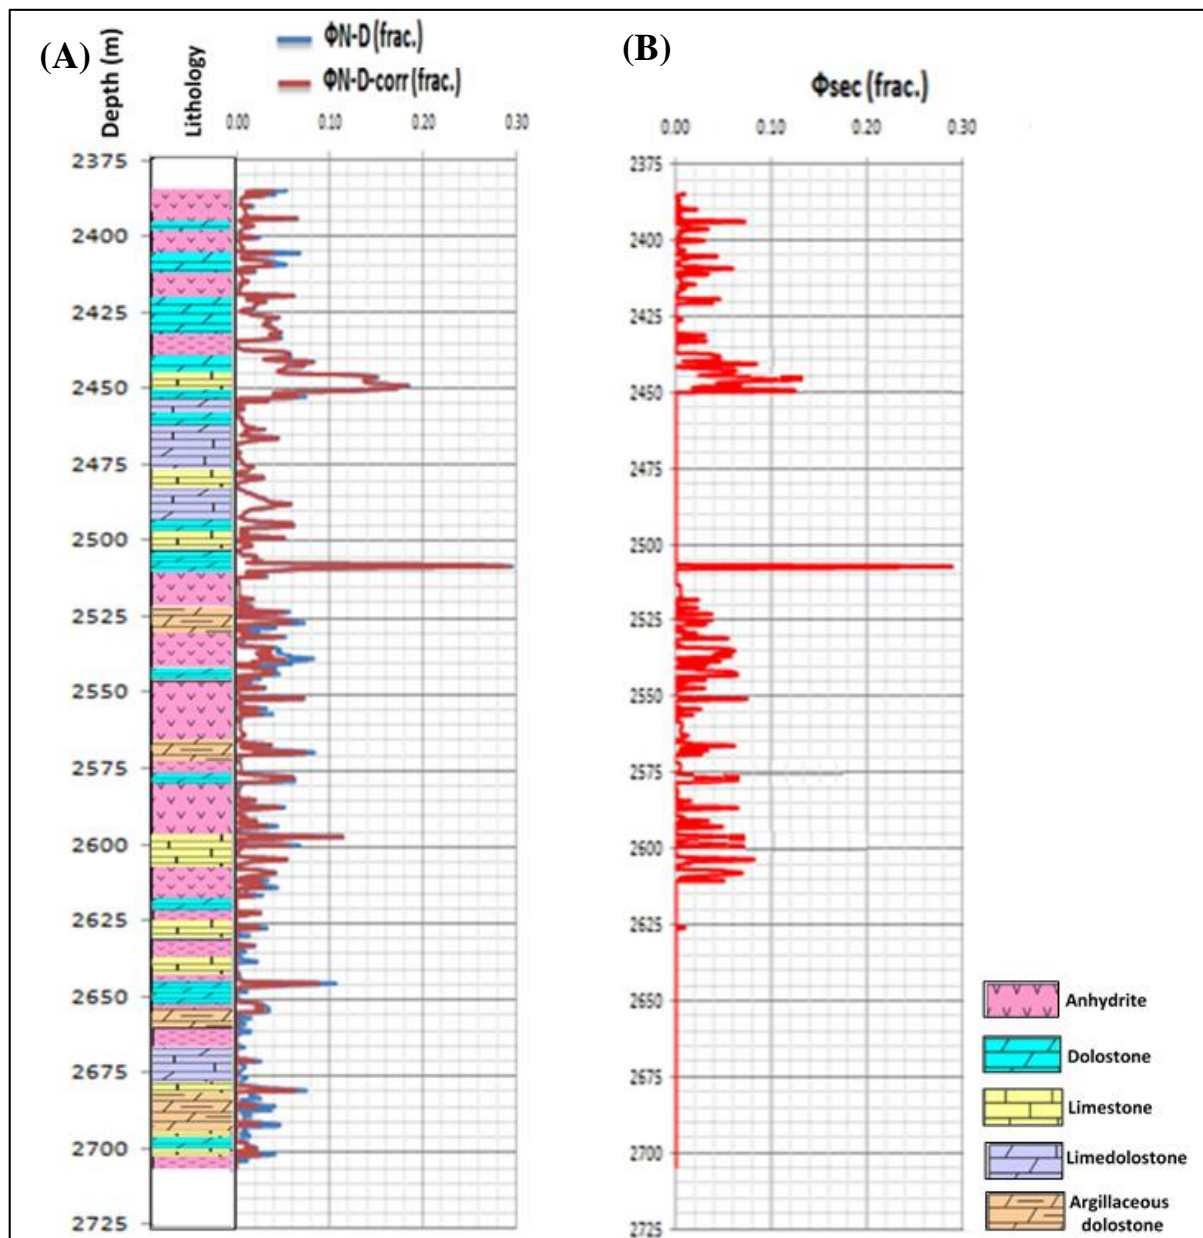 (A)
Depth (m)
Lithology
ΦN-D (frac.)
ΦN-D-corr (frac.)
0.00 0.10 0.20 0.30
2375
2400
2425
2450
2475
2500
2525
2550
2575
2600
2625
2650
2675
2700
2725
(B)
Φsec (frac.)
0.00 0.10 0.20 0.30
2375
2400
2425
2450
2475
2500
2525
2550
2575
2600
2625
2650
2675
2700
2725
Anhydrite
Dolostone
Limestone
Limedolostone
Argillaceous
dolostone